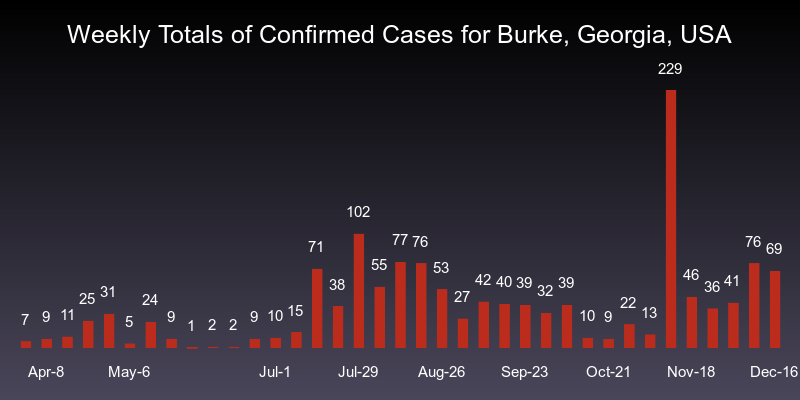 Weekly Totals of Confirmed Cases for Burke, Georgia, USA
7 9 11 25 31 5 24 9 1 2 2 9 10 15 71 38 102 55 77 76 53 27 42 40 39 32 39 10 9 22 13 229 46 36 41 76 69
Apr-8 May-6 Jul-1 Jul-29 Aug-26 Sep-23 Oct-21 Nov-18 Dec-16